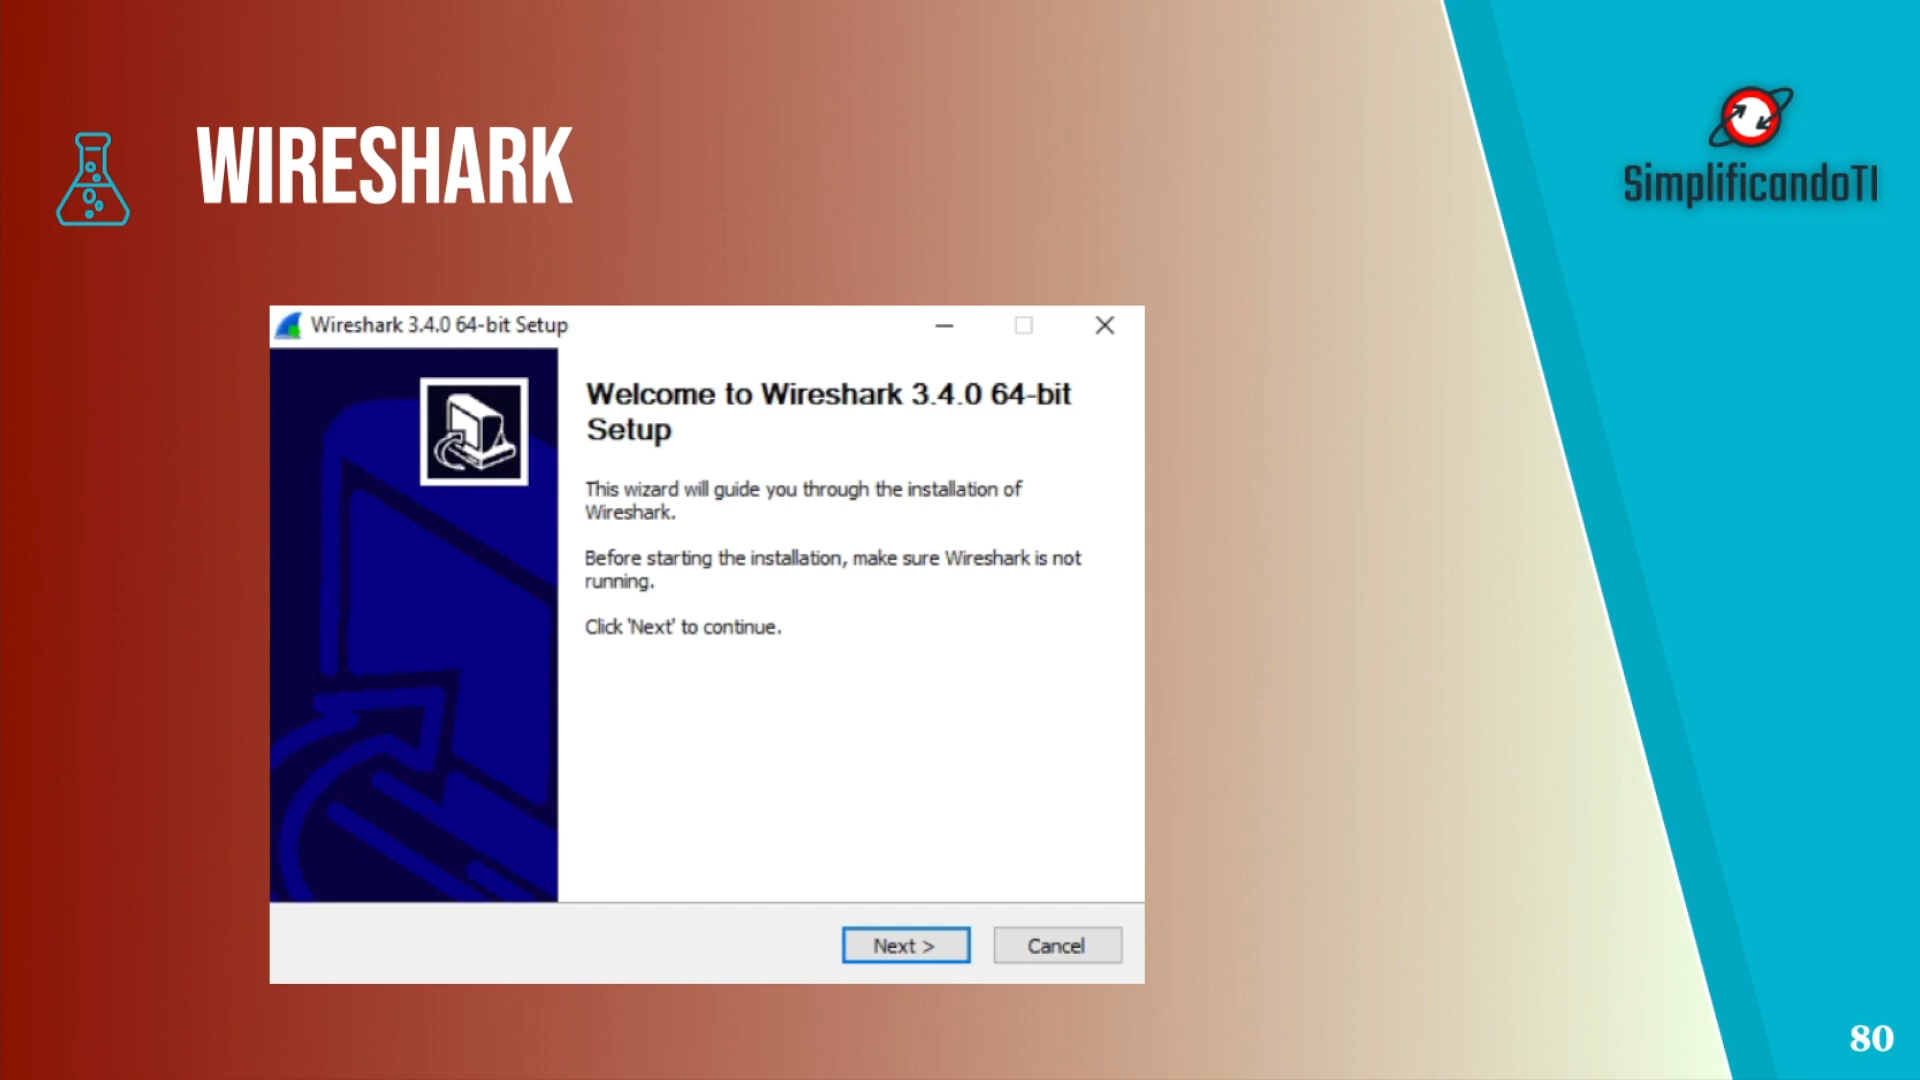 WIRESHARK
SimplificandoTI
Wireshark 3.4.0 64-bit Setup
Welcome to Wireshark 3.4.0 64-bit
Setup
This wizard will guide you through the installation of
Wireshark.
Before starting the installation, make sure Wireshark is not
running.
Click 'Next' to continue.
Next >
Cancel
80